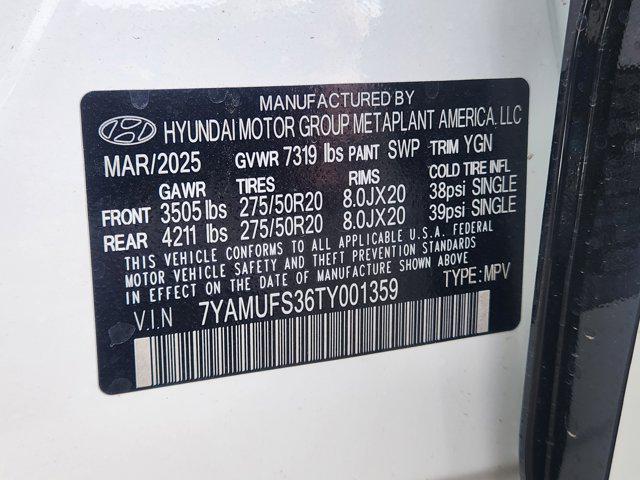 MANUFACTURED BY
HYUNDAI MOTOR GROUP METAPLANT AMERICA. LLC
MAR/2025 GVWR 7319 lbs PAINT SWP TRIM YGN
GAWR TIRES RIMS COLD TIRE INFL
FRONT 3505 lbs 275/50R20 8.0JX20 38psi SINGLE
REAR 4211 lbs 275/50R20 8.0JX20 39psi SINGLE
THIS VEHICLE CONFORMS TO ALL APPLICABLE U.S.A. FEDERAL
MOTOR VEHICLE SAFETY AND THEFT PREVENTION STANDARDS IN
EFFECT ON THE DATE OF MANUFACTURE SHOWN ABOVE.
V.I.N 7YAMUFS36TY001359 TYPE:MPV